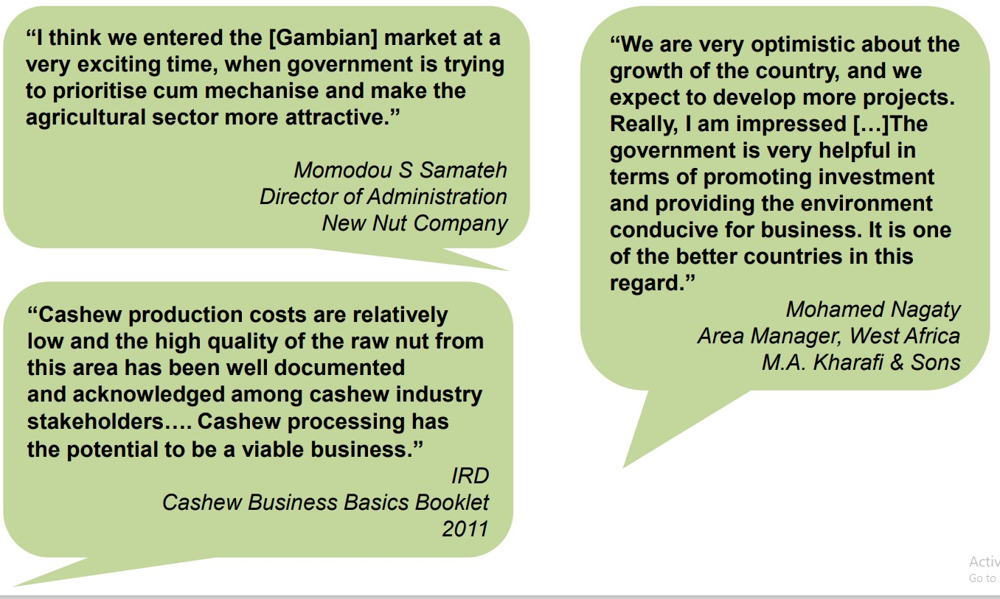 “I think we entered the [Gambian] market at a
very exciting time, when government is trying
to prioritise cum mechanise and make the
agricultural sector more attractive.”
Momodou S Samateh
Director of Administration
New Nut Company
“Cashew production costs are relatively
low and the high quality of the raw nut from
this area has been well documented
and acknowledged among cashew industry
stakeholders…. Cashew processing has
the potential to be a viable business.”
IRD
Cashew Business Basics Booklet
2011
“We are very optimistic about the
growth of the country, and we
expect to develop more projects.
Really, I am impressed […]The
government is very helpful in
terms of promoting investment
and providing the environment
conducive for business. It is one
of the better countries in this
regard.”
Mohamed Nagaty
Area Manager, West Africa
M.A. Kharafi & Sons
Activ
Go to